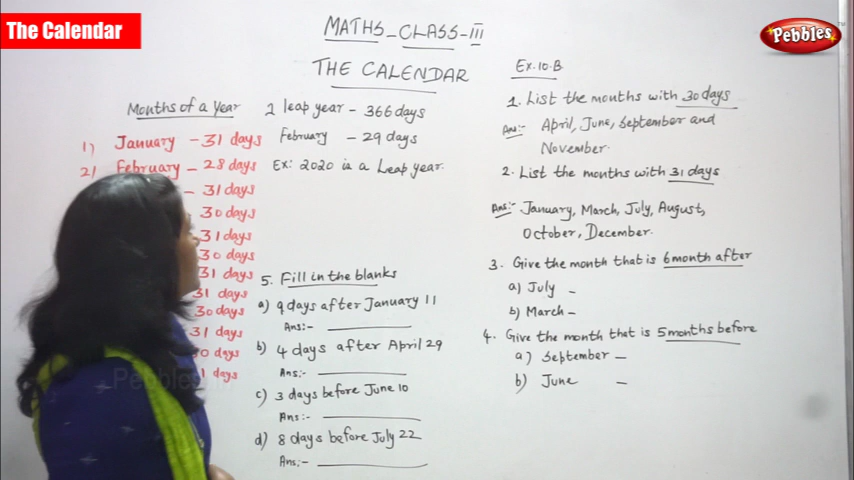 The Calendar
Pebbles
MATHS_CLASS-III
THE CALENDAR
Months of a Year
1) January - 31 days
2) February - 28 days
- 31 days
30 days
31 days
30 days
31 days
31 days
30 days
31 days
0 days
1 days
2 leap year - 366 days
February - 29 days
Ex: 2020 is a Leap year.
5. Fill in the blanks
a) 9 days after January 11
Ans:-
b) 4 days after April 29
Ans:-
c) 3 days before June 10
Ans:-
d) 8 days before July 22
Ans:-
Ex.10.B
1. List the months with 30 days
Ans:- April, June, September and
November.
2. List the months with 31 days
Ans:- January, March, July, August,
October, December.
3. Give the month that is 6month after
a) July -
b) March -
4. Give the month that is 5months before
a) September -
b) June -
Pebbles